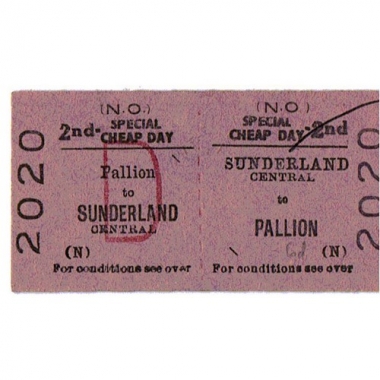 2020
(N.O.)
2nd- SPECIAL
CHEAP DAY
D
Pallion
to
SUNDERLAND
CENTRAL
(N)
For conditions see over
(N.O.)
SPECIAL
CHEAP DAY -2nd
SUNDERLAND
CENTRAL
to
PALLION
(N)
For conditions see over
2020